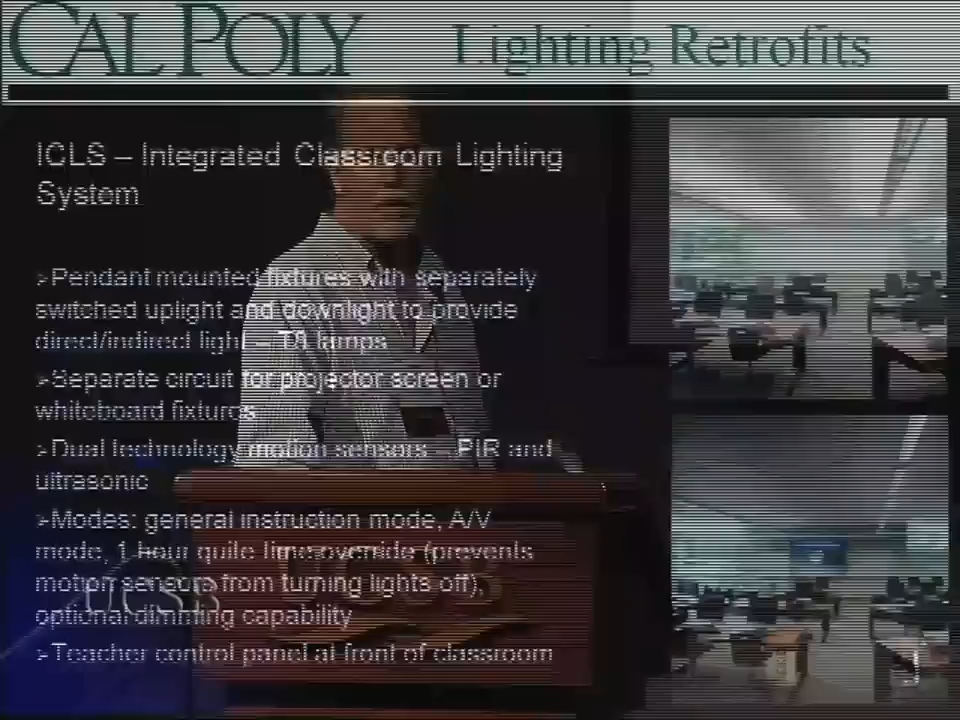 CAL POLY
Lighting Retrofits
ICLS – Integrated Classroom Lighting
System
➢Pendant mounted fixtures with separately
switched uplight and downlight to provide
direct/indirect light – T8 lamps
➢Separate circuit for projector screen or
whiteboard fixtures
➢Dual technology motion sensors – PIR and
ultrasonic
➢Modes: general instruction mode, A/V
mode, 1 hour quite time override (prevents
motion sensors from turning lights off),
optional dimming capability
➢Teacher control panel at front of classroom
UCSB
UCSB